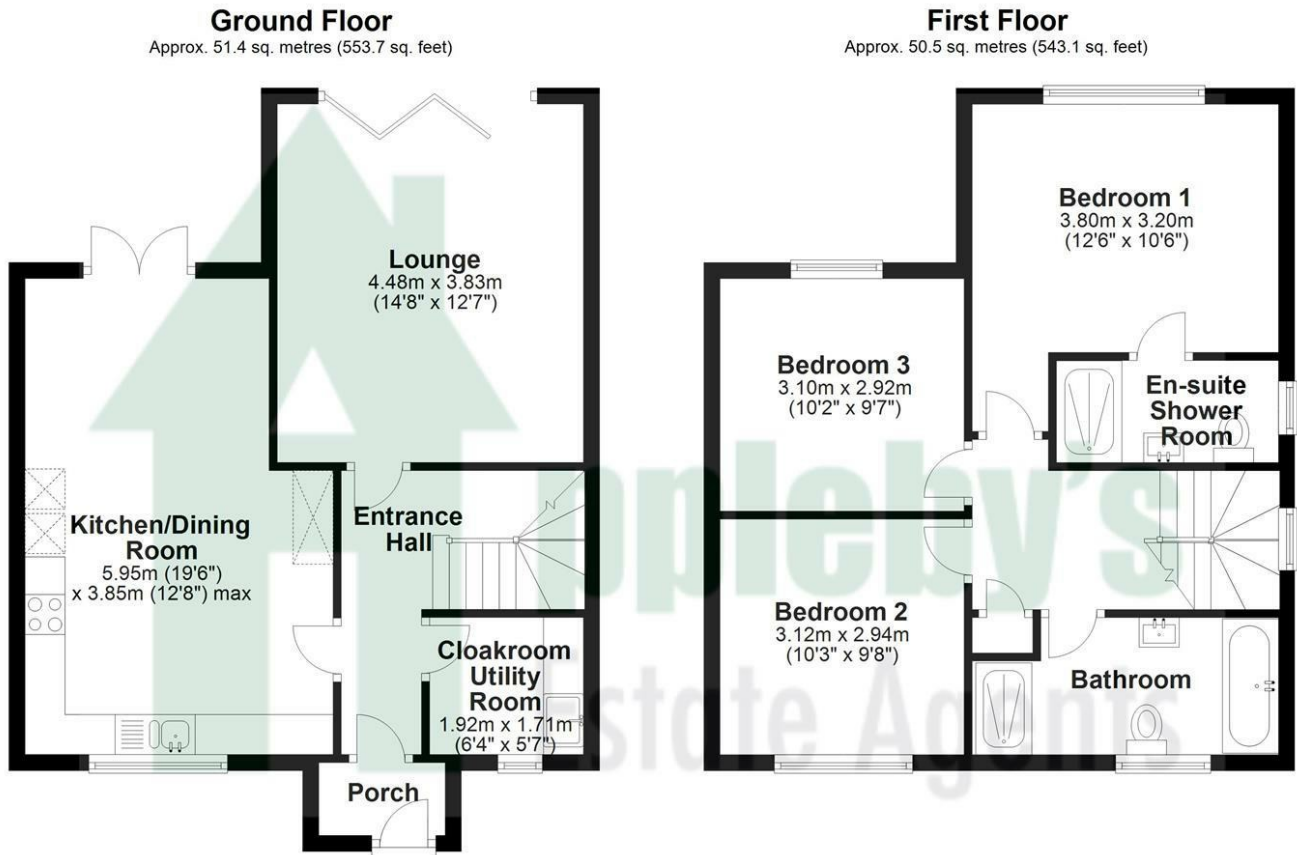 Ground Floor
Approx. 51.4 sq. metres (553.7 sq. feet)
Lounge
4.48m x 3.83m
(14'8" x 12'7")
Kitchen/Dining
Room
5.95m (19'6")
x 3.85m (12'8") max
Entrance
Hall
Cloakroom
Utility
Room
1.92m x 1.71m
(6'4" x 5'7")
Porch
First Floor
Approx. 50.5 sq. metres (543.1 sq. feet)
Bedroom 1
3.80m x 3.20m
(12'6" x 10'6")
Bedroom 3
3.10m x 2.92m
(10'2" x 9'7")
En-suite
Shower
Room
Bedroom 2
3.12m x 2.94m
(10'3" x 9'8")
Bathroom
ppleby's
Estate Agents